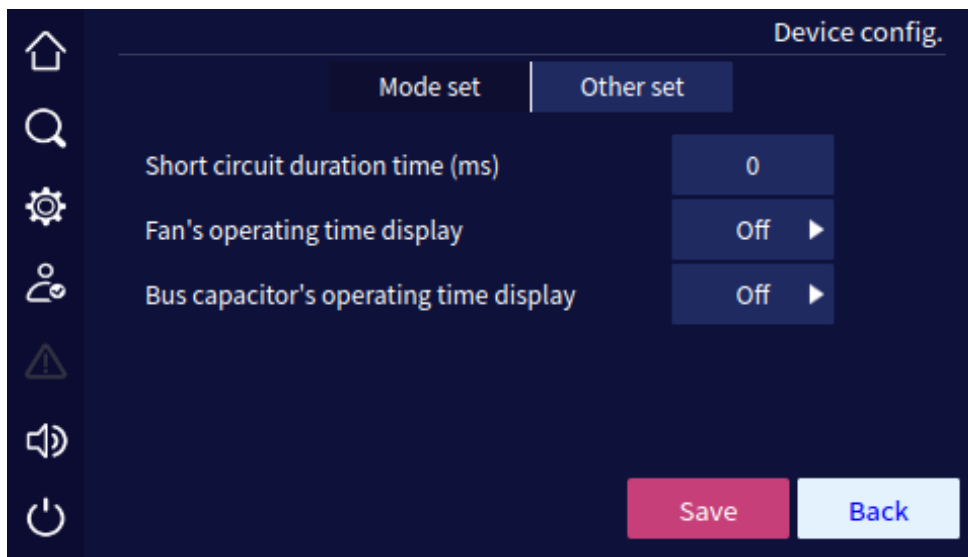 Device config.
Mode set Other set
Short circuit duration time (ms) 0
Fan's operating time display Off
Bus capacitor's operating time display Off
Save Back